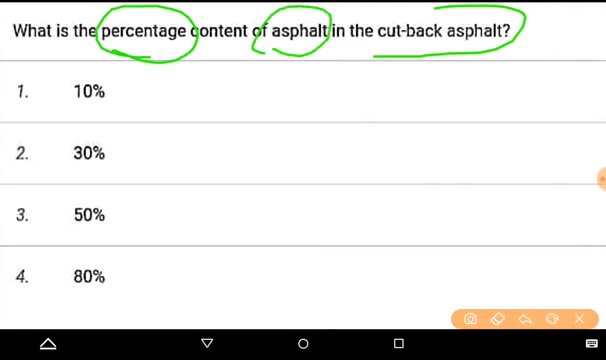 What is the percentage content of asphalt in the cut-back asphalt?
1. 10%
2. 30%
3. 50%
4. 80%